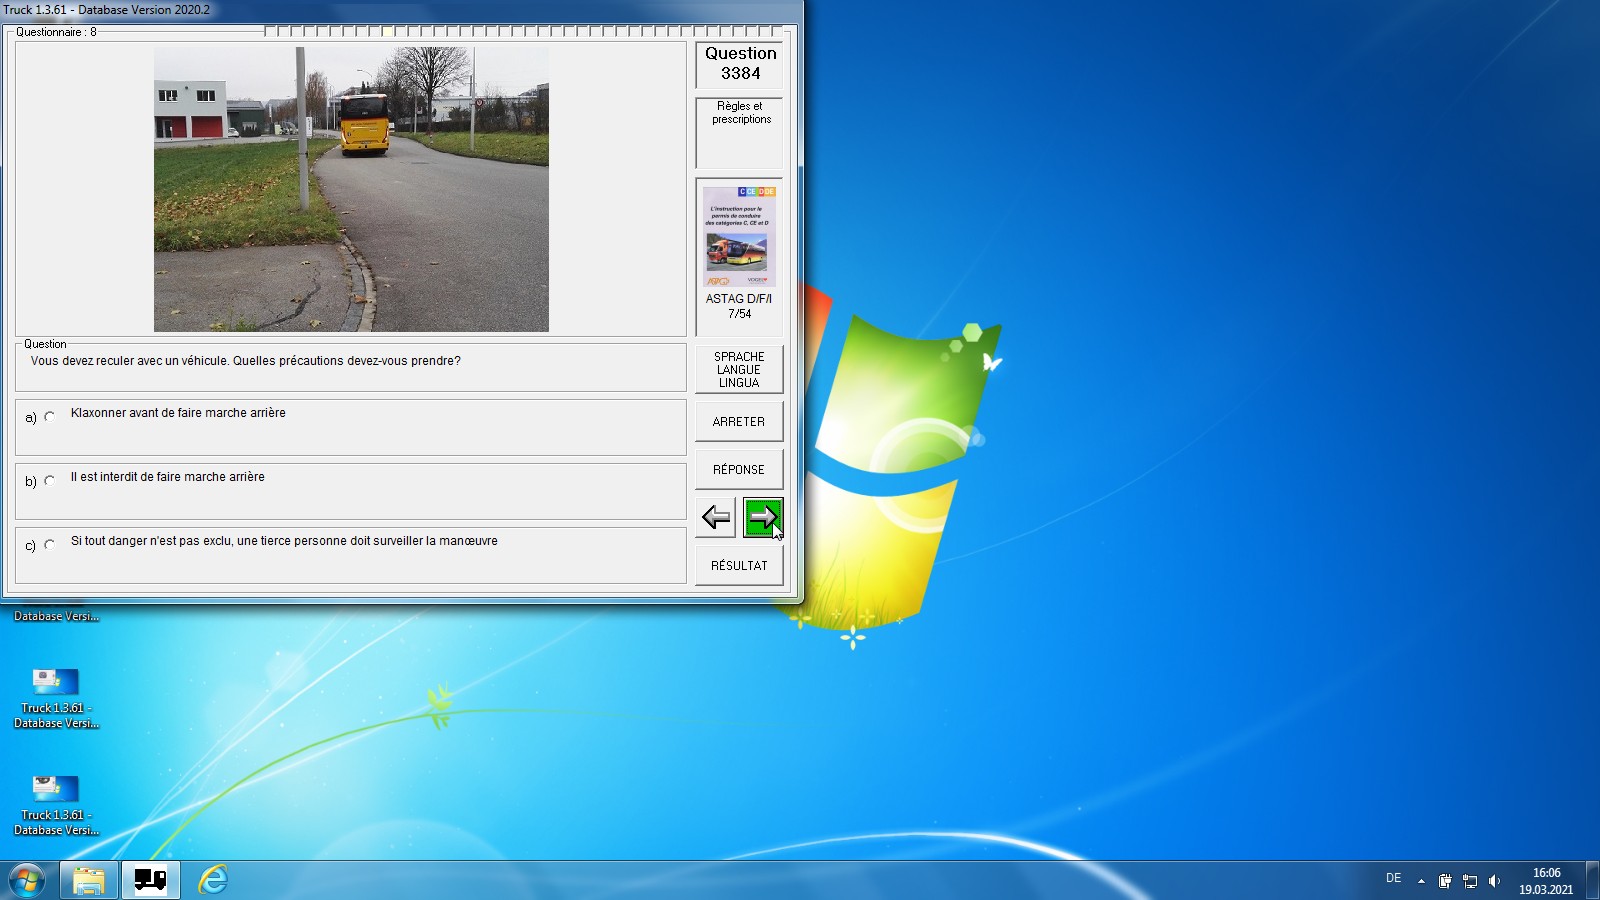 Truck 1.3.61 - Database Version 2020.2
Questionnaire : 8
Question
3384
Règles et
prescriptions
C CE D DE
L'instruction pour le
permis de conduire
des catégories C, CE et D
ASTAG D/F/I
7/54
Question
Vous devez reculer avec un véhicule. Quelles précautions devez-vous prendre?
SPRACHE
LANGUE
LINGUA
a) Klaxonner avant de faire marche arrière
ARRETER
b) Il est interdit de faire marche arrière
RÉPONSE
c) Si tout danger n'est pas exclu, une tierce personne doit surveiller la manœuvre
RÉSULTAT
Database Versi...
Truck 1.3.61 -
Database Versi...
Truck 1.3.61 -
Database Versi...
DE
16:06
19.03.2021